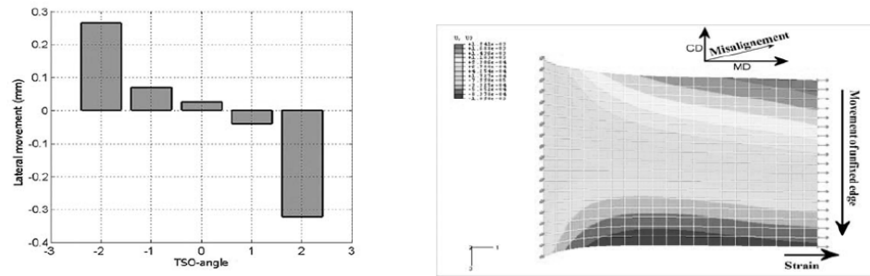 0.3
0.2
0.1
0
-0.1
-0.2
-0.3
-0.4
Lateral movement (mm)
-3
-2
-1
0
1
2
3
TSO-angle
CD
Misalignement
MD
Movement of unfixed edge
Strain